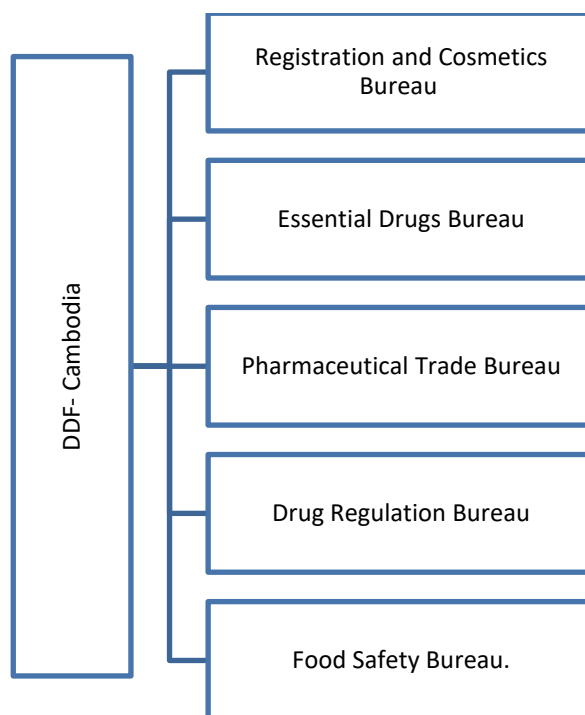 DDF- Cambodia
Registration and Cosmetics
Bureau
Essential Drugs Bureau
Pharmaceutical Trade Bureau
Drug Regulation Bureau
Food Safety Bureau.